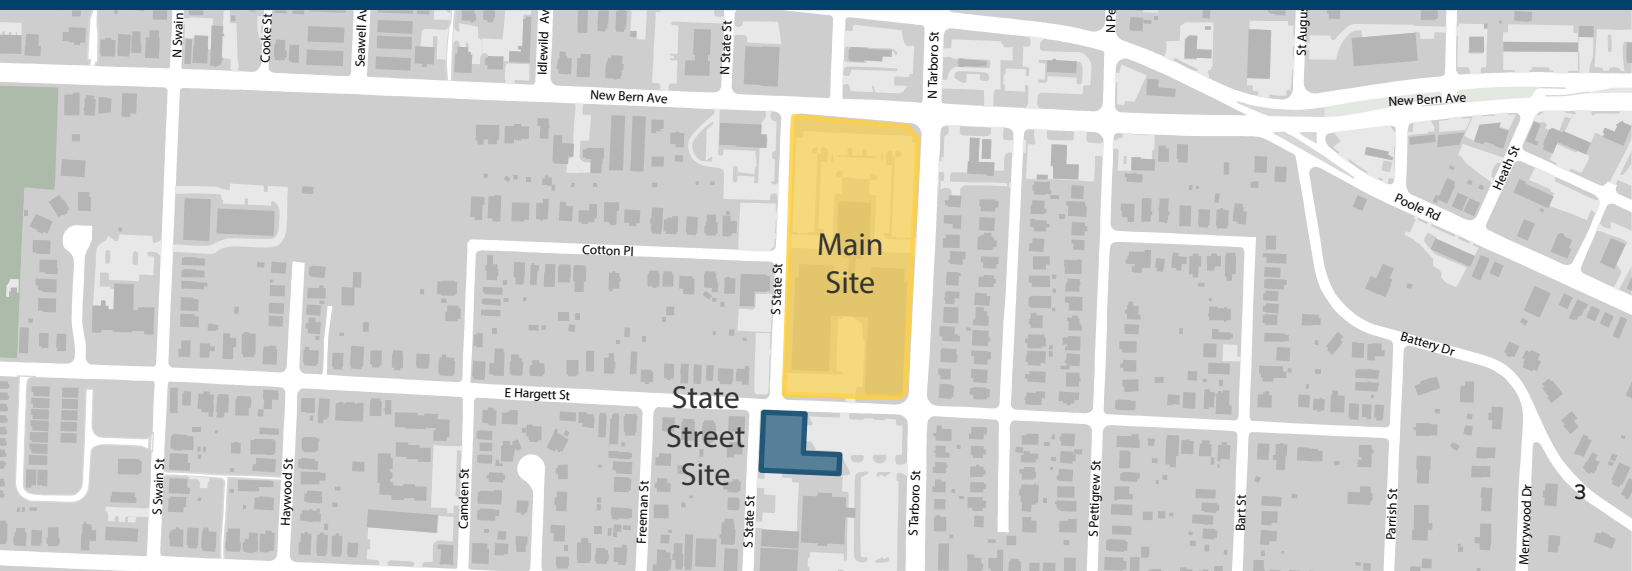 N Swain
Cooke St
Seawell Av
Idlewild Av
N State St
N Tarboro St
N Pe
St Augus
New Bern Ave
New Bern Ave
Heath St
Poole Rd
Main
Site
Cotton Pl
S State St
Battery Dr
E Hargett St
State
Street
Site
S Swain St
Haywood St
Camden St
Freeman St
S State St
S Tarboro St
S Pettigrew St
Bart St
Parrish St
Merrywood Dr
3